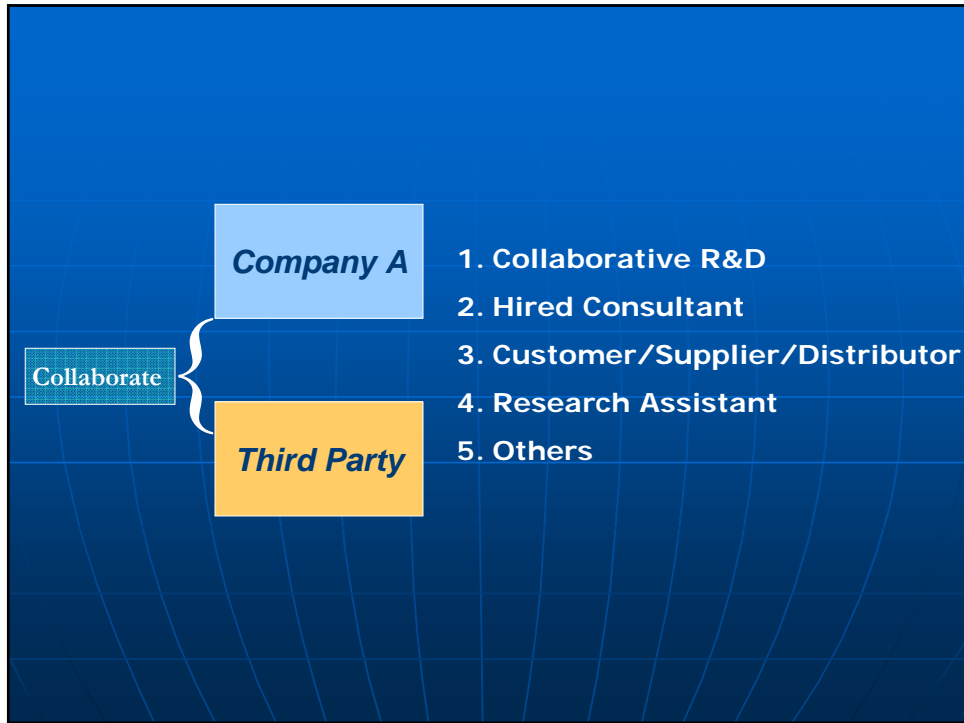 Collaborate
Company A
Third Party
1. Collaborative R&D
2. Hired Consultant
3. Customer/Supplier/Distributor
4. Research Assistant
5. Others